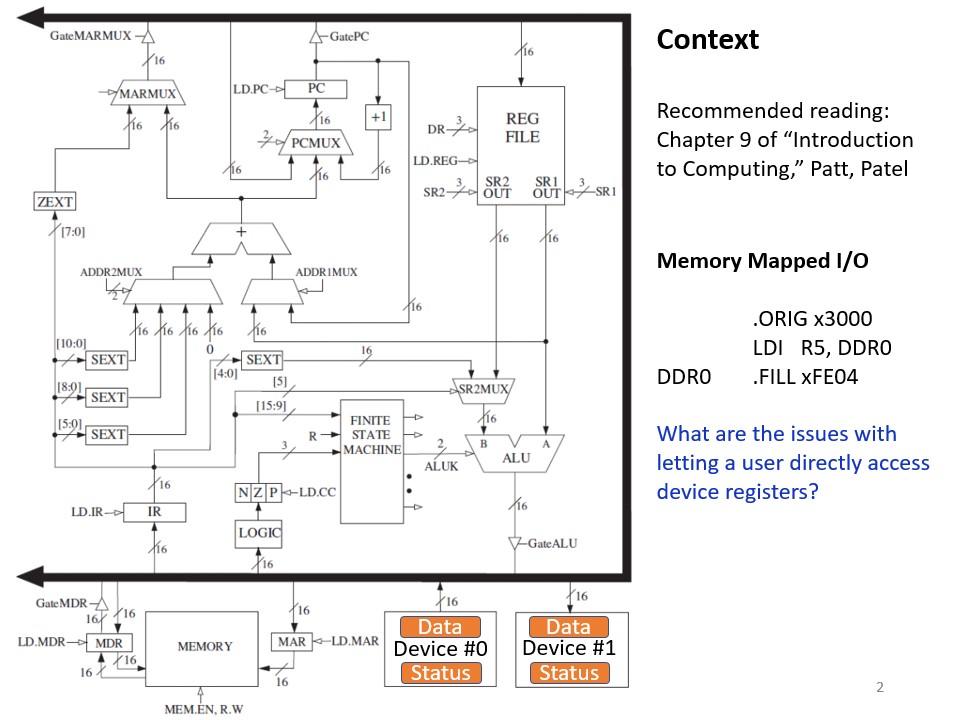 GateMARMUX
GatePC
16
16
MARMUX
LD.PC
PC
16
16
16
+1
2
PCMUX
16
16
16
REG
FILE
DR
3
LD.REG
SR2
3
SR2
OUT
SR1
OUT
3
SR1
ZEXT
[7:0]
+
16
16
ADDR2MUX
2
ADDR1MUX
16
16
16
16
16
16
0
[10:0]
SEXT
[8:0]
SEXT
[5:0]
SEXT
[4:0]
SEXT
16
[5]
SR2MUX
[15:9]
16
FINITE
STATE
MACHINE
R
3
2
ALUK
B
A
ALU
16
LD.IR
IR
16
N Z P
LD.CC
LOGIC
16
16
GateALU
GateMDR
16
16
LD.MDR
MDR
16
16
MEMORY
MEM.EN, R.W
16
MAR
LD.MAR
16
16
Data
Device #0
Status
16
Data
Device #1
Status
Context
Recommended reading:
Chapter 9 of “Introduction
to Computing,” Patt, Patel
Memory Mapped I/O
.ORIG x3000
LDI R5, DDR0
DDR0 .FILL xFE04
What are the issues with
letting a user directly access
device registers?
2